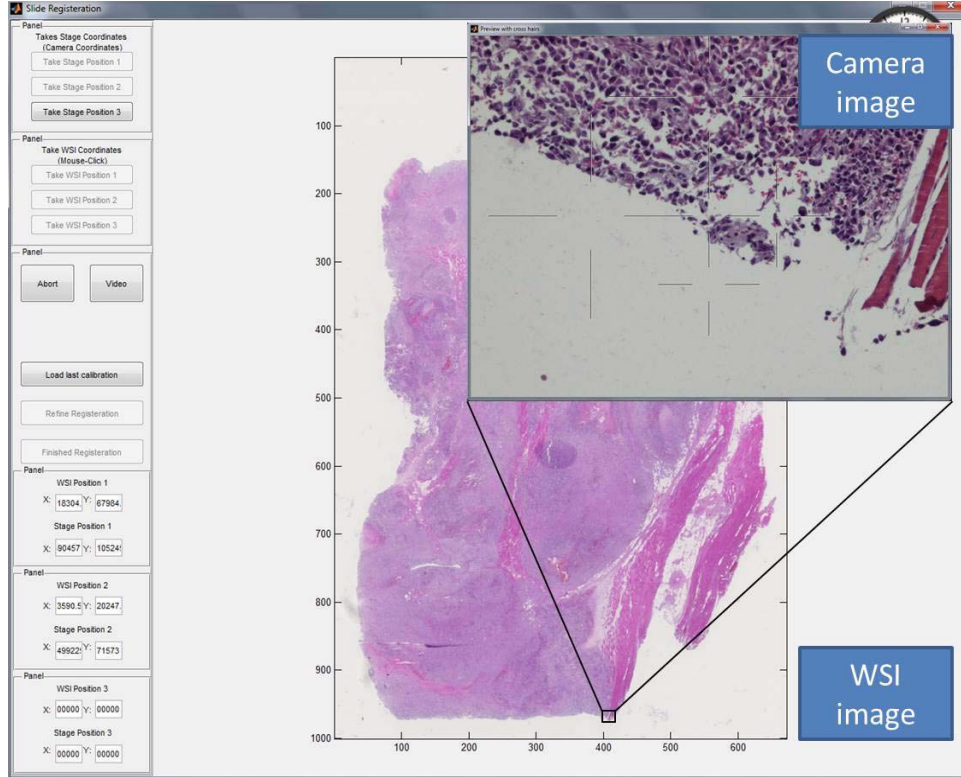 Slide Registeration
Panel
Takes Stage Coordinates
(Camera Coordinates)
Take Stage Position 1
Take Stage Position 2
Take Stage Position 3
Panel
Take WSI Coordinates
(Mouse-Click)
Take WSI Position 1
Take WSI Position 2
Take WSI Position 3
Panel
Abort
Video
Load last calibration
Refine Registeration
Finished Registeration
Panel
WSI Position 1
X: 18304. Y: 67984.
Stage Position 1
X: 90457 Y: 10524
Panel
WSI Position 2
X: 3590.5 Y: 20247.
Stage Position 2
X: 49922 Y: 71573
Panel
WSI Position 3
X: 00000 Y: 00000
Stage Position 3
X: 00000 Y: 00000
Preview with cross hairs
Camera
image
100
200
300
400
500
600
700
800
900
1000
100 200 300 400 500 600
WSI
image